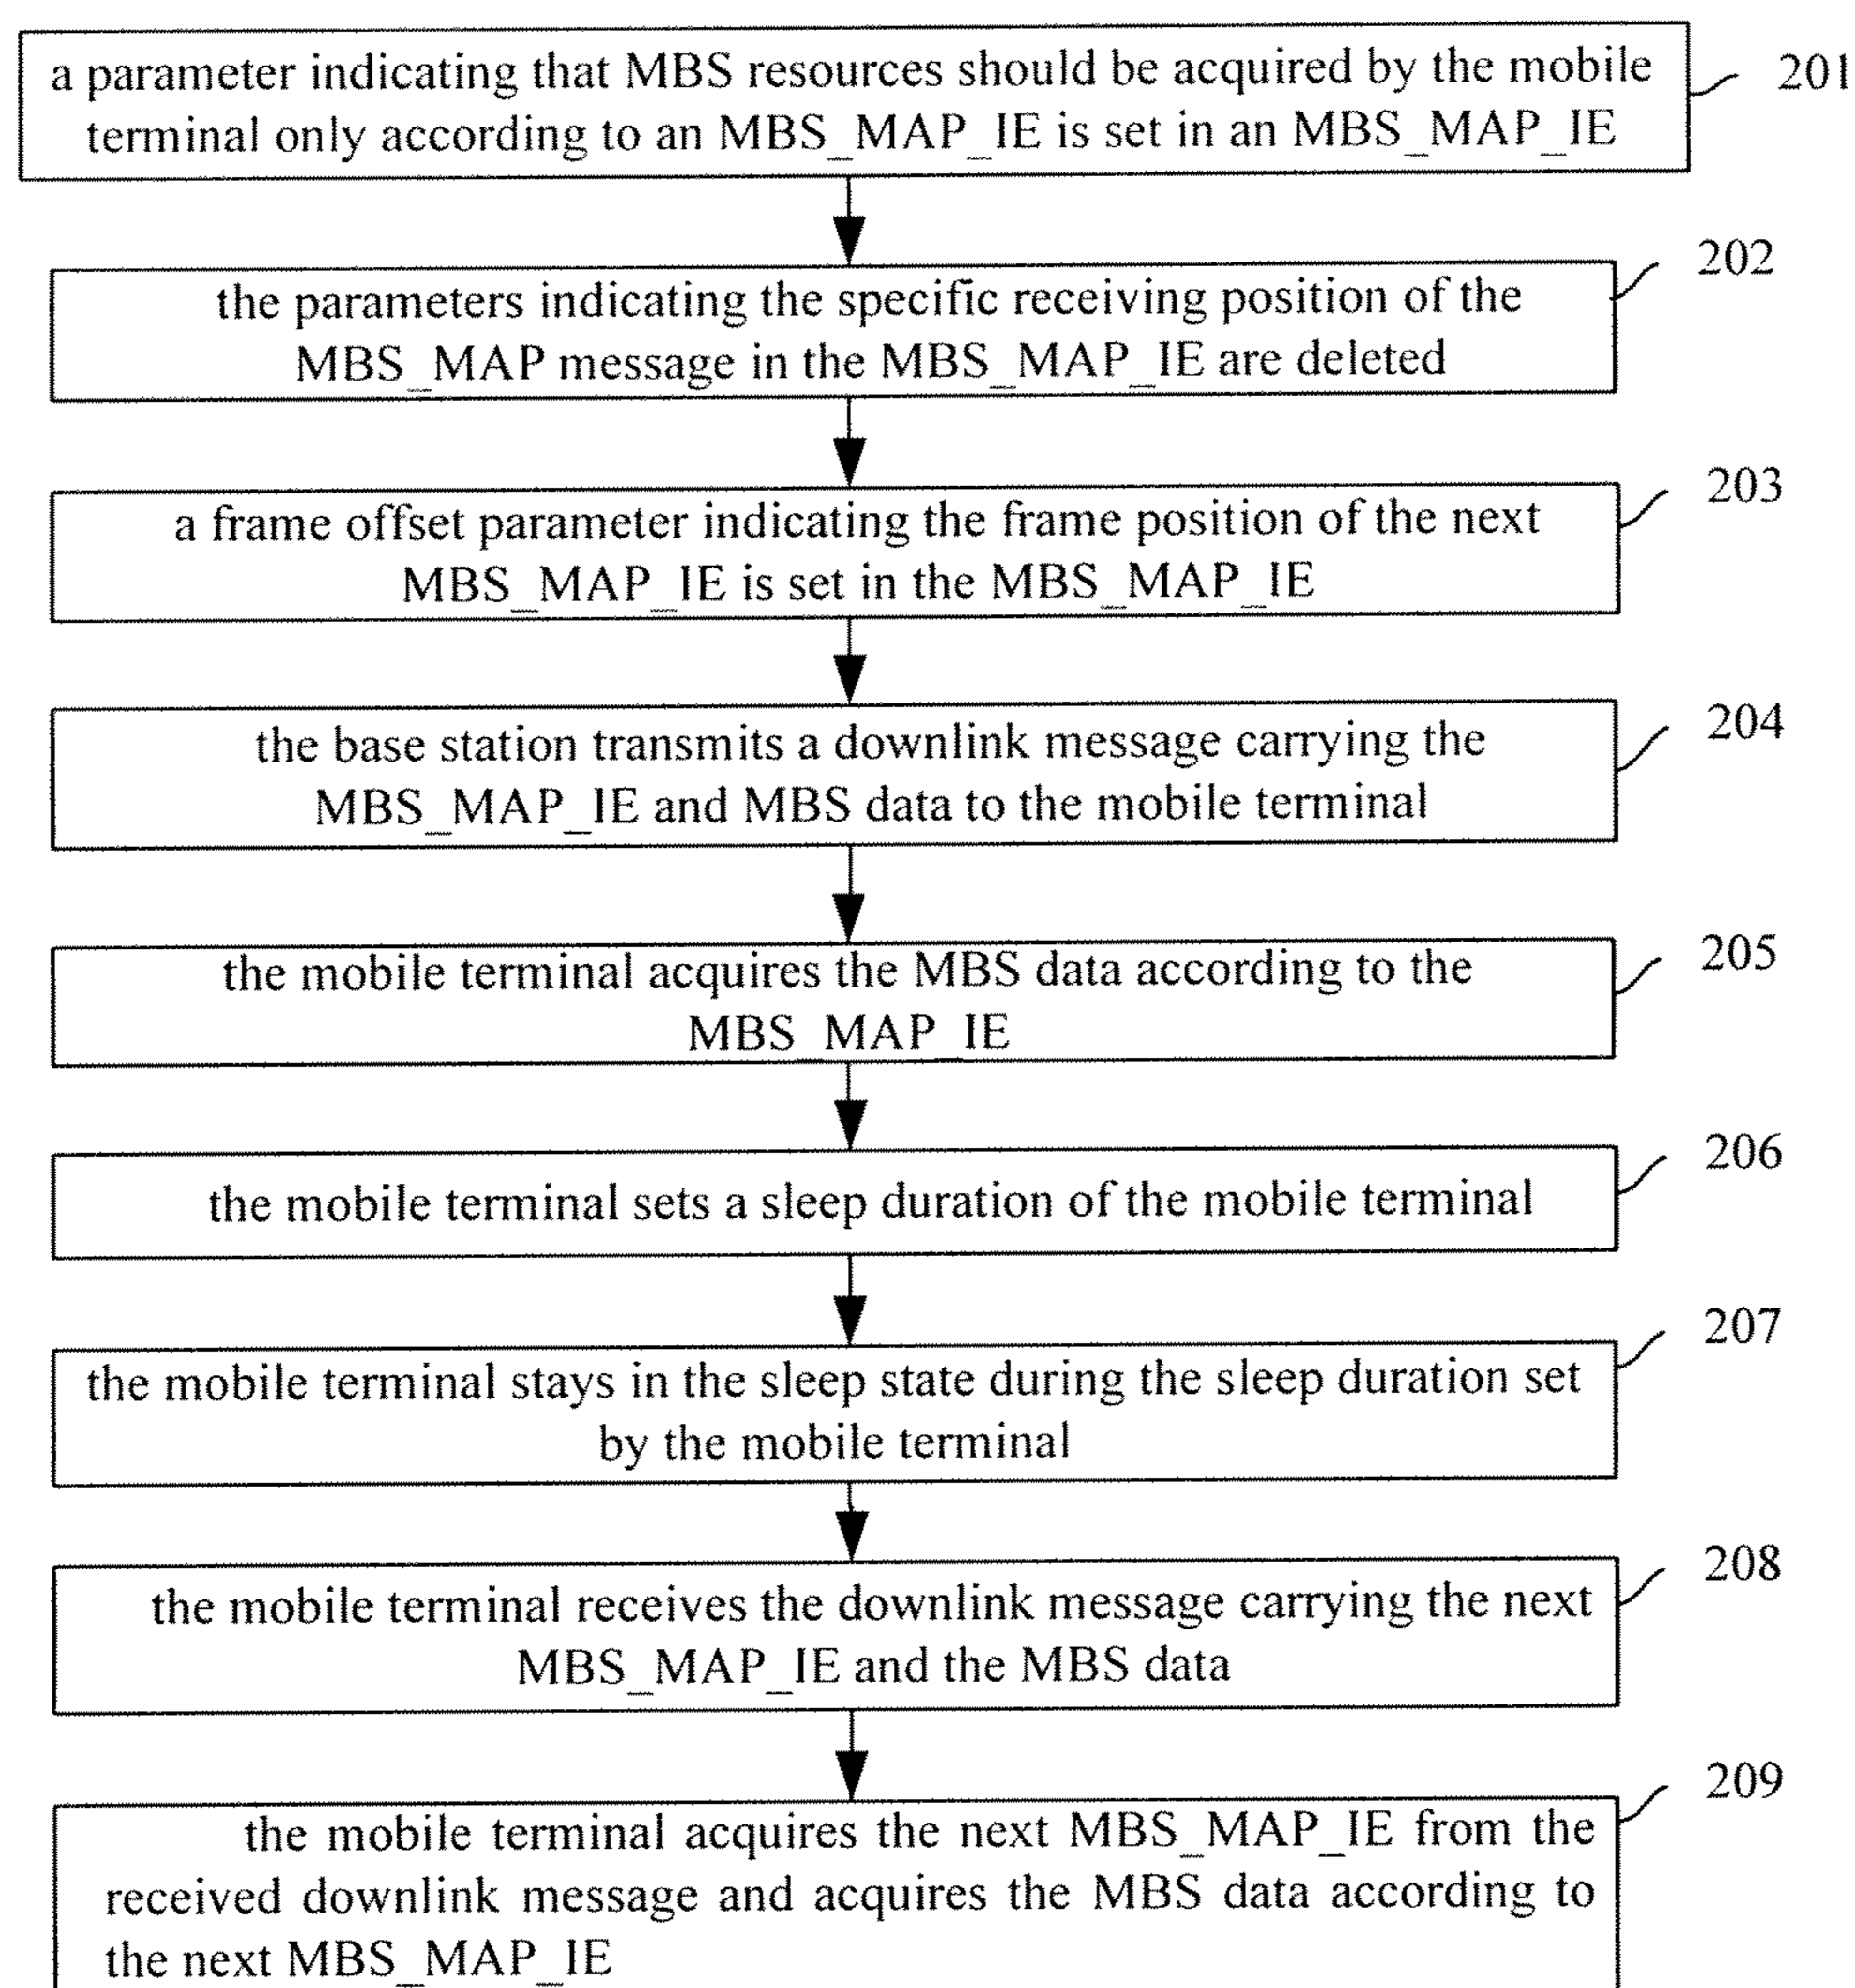 a parameter indicating that MBS resources should be acquired by the mobile
terminal only according to an MBS_MAP_IE is set in an MBS_MAP_IE
201
the parameters indicating the specific receiving position of the
MBS_MAP message in the MBS_MAP_IE are deleted
202
a frame offset parameter indicating the frame position of the next
MBS_MAP_IE is set in the MBS_MAP_IE
203
the base station transmits a downlink message carrying the
MBS_MAP_IE and MBS data to the mobile terminal
204
the mobile terminal acquires the MBS data according to the
MBS_MAP_IE
205
the mobile terminal sets a sleep duration of the mobile terminal
206
the mobile terminal stays in the sleep state during the sleep duration set
by the mobile terminal
207
the mobile terminal receives the downlink message carrying the next
MBS_MAP_IE and the MBS data
208
the mobile terminal acquires the next MBS_MAP_IE from the
received downlink message and acquires the MBS data according to
the next MBS_MAP_IE
209